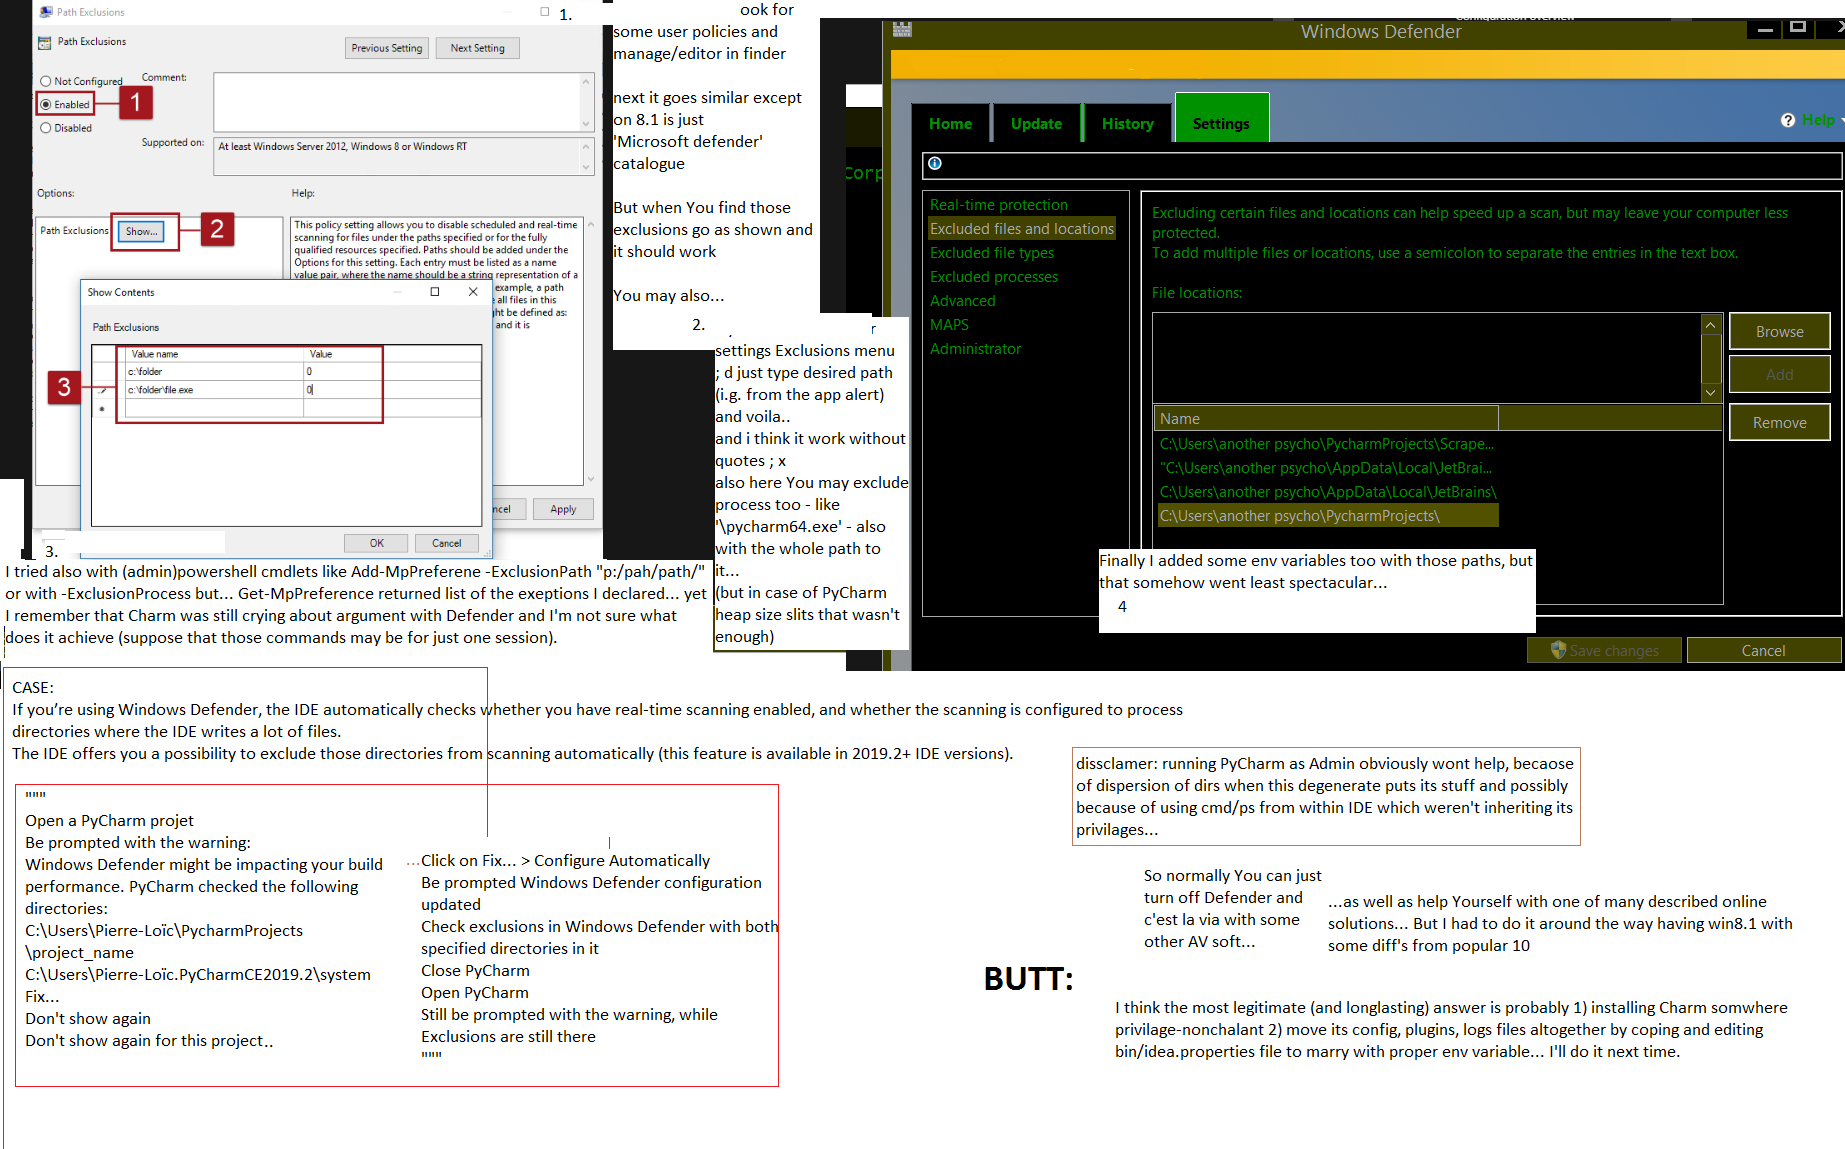 Path Exclusions
1.
Path Exclusions
Previous Setting
Next Setting
Not Configured
Comment:
Enabled
1
Disabled
Supported on:
At least Windows Server 2012, Windows 8 or Windows RT
Options:
Help:
Path Exclusions
Show...
2
This policy setting allows you to disable scheduled and real-time
scanning for files under the paths specified or for the fully
qualified resources specified. Paths should be added under the
Options for this setting. Each entry must be listed as a name
value pair, where the name should be a string representation of a
example, a path
all files in this
ht be defined as:
and it is
Show Contents
Path Exclusions
Value name
Value
c:\folder
0
3
c:\folder\file.exe
0
ncel
Apply
OK
Cancel
ook for
some user policies and
manage/editor in finder
next it goes similar except
on 8.1 is just
'Microsoft defender'
catalogue
But when You find those
exclusions go as shown and
it should work
You may also...
2.
settings Exclusions menu
; d just type desired path
(i.g. from the app alert)
and voila..
and i think it work without
quotes ; x
also here You may exclude
process too - like
'\pycharm64.exe' - also
with the whole path to
it...
(but in case of PyCharm
heap size slits that wasn't
enough)
Windows Defender
Corp
Home
Update
History
Settings
Help
Real-time protection
Excluded files and locations
Excluded file types
Excluded processes
Advanced
MAPS
Administrator
Excluding certain files and locations can help speed up a scan, but may leave your computer less
protected.
To add multiple files or locations, use a semicolon to separate the entries in the text box.
File locations:
Browse
Add
Remove
Name
C:\Users\another psycho\PycharmProjects\Scrape...
"C:\Users\another psycho\AppData\Local\JetBrai...
C:\Users\another psycho\AppData\Local\JetBrains\
C:\Users\another psycho\PycharmProjects\
Finally I added some env variables too with those paths, but
that somehow went least spectacular...
4
Save changes
Cancel
3.
I tried also with (admin)powershell cmdlets like Add-MpPreferene -ExclusionPath "p:/pah/path/"
or with -ExclusionProcess but... Get-MpPreference returned list of the exeptions I declared... yet
I remember that Charm was still crying about argument with Defender and I'm not sure what
does it achieve (suppose that those commands may be for just one session).
CASE:
If you’re using Windows Defender, the IDE automatically checks whether you have real-time scanning enabled, and whether the scanning is configured to process
directories where the IDE writes a lot of files.
The IDE offers you a possibility to exclude those directories from scanning automatically (this feature is available in 2019.2+ IDE versions).
"""
Open a PyCharm projet
Be prompted with the warning:
Windows Defender might be impacting your build
performance. PyCharm checked the following
directories:
C:\Users\Pierre-Loïc\PycharmProjects
\project_name
C:\Users\Pierre-Loïc.PyCharmCE2019.2\system
Fix...
Don't show again
Don't show again for this project..
...Click on Fix... > Configure Automatically
Be prompted Windows Defender configuration
updated
Check exclusions in Windows Defender with both
specified directories in it
Close PyCharm
Open PyCharm
Still be prompted with the warning, while
Exclusions are still there
"""
dissclamer: running PyCharm as Admin obviously wont help, becaose
of dispersion of dirs when this degenerate puts its stuff and possibly
because of using cmd/ps from within IDE which weren't inheriting its
privilages...
So normally You can just
turn off Defender and
c'est la via with some
other AV soft...
...as well as help Yourself with one of many described online
solutions... But I had to do it around the way having win8.1 with
some diff's from popular 10
BUTT:
I think the most legitimate (and longlasting) answer is probably 1) installing Charm somwhere
privilage-nonchalant 2) move its config, plugins, logs files altogether by coping and editing
bin/idea.properties file to marry with proper env variable... I'll do it next time.